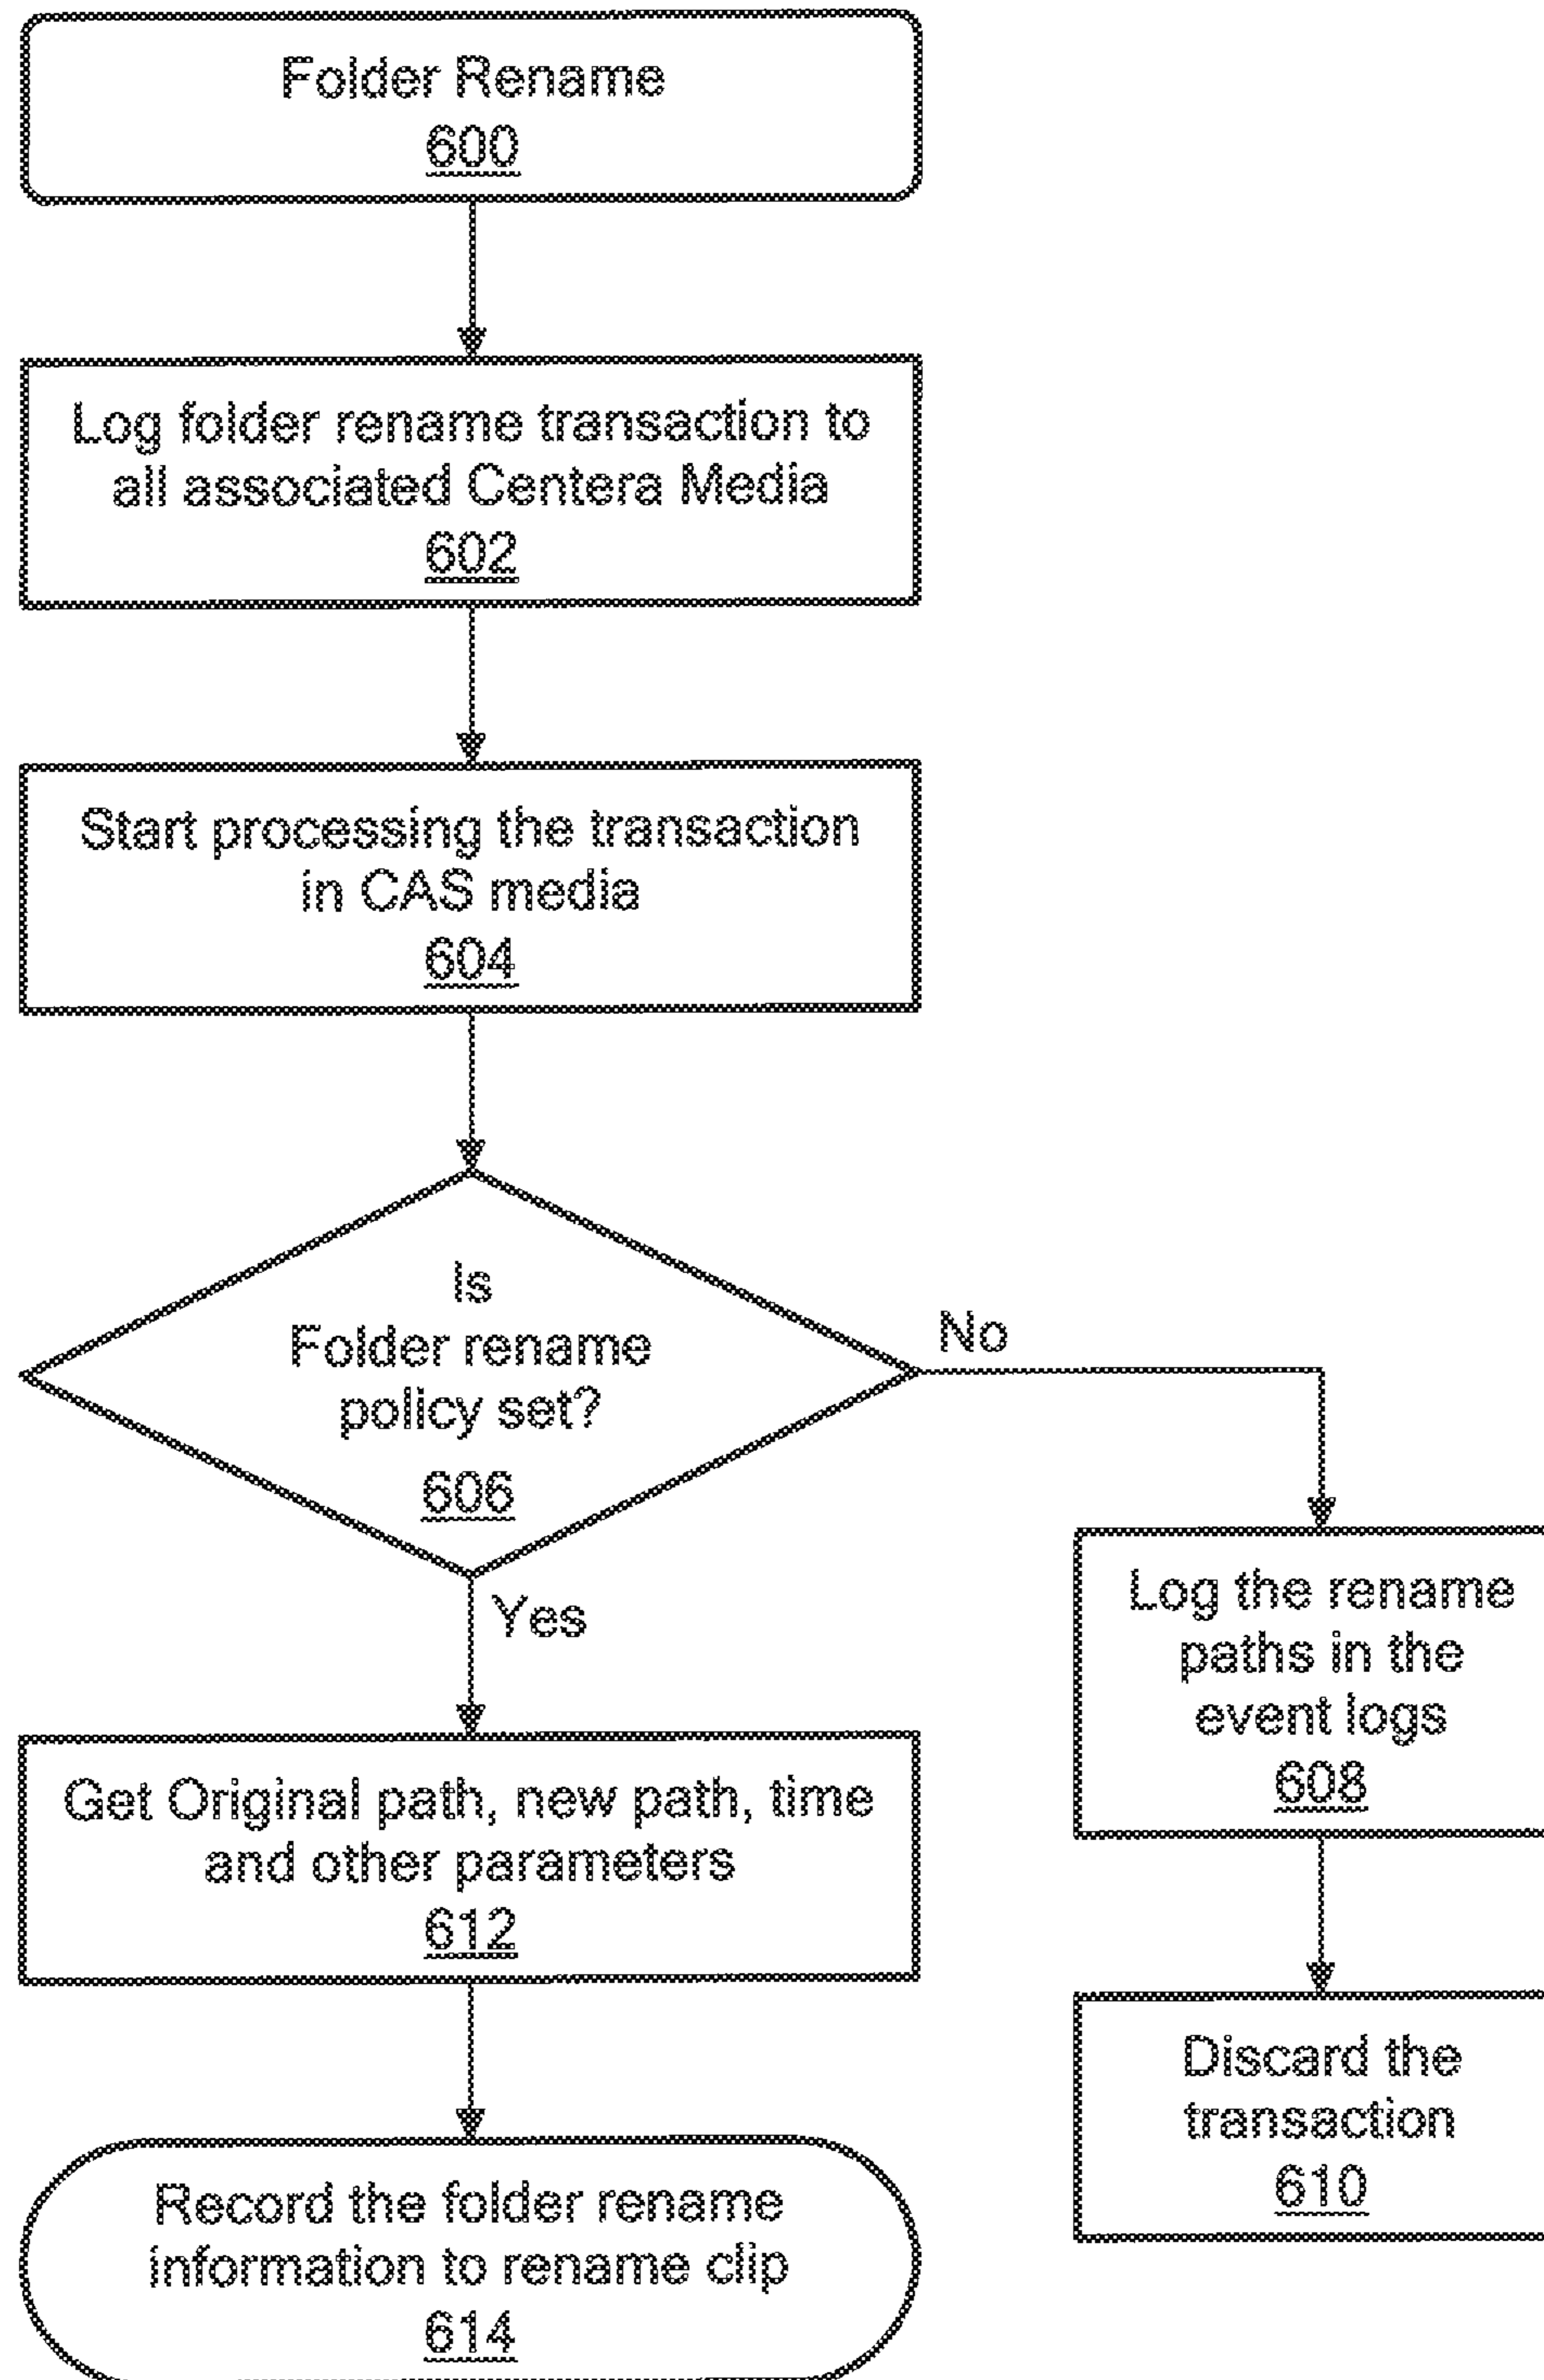 Folder Rename
600
Log folder rename transaction to
all associated Centera Media
602
Start processing the transaction
in CAS media
604
Is
Folder rename
policy set?
606
No
Yes
Log the rename
paths in the
event logs
608
Get Original path, new path, time
and other parameters
612
Discard the
transaction
610
Record the folder rename
information to rename clip
614